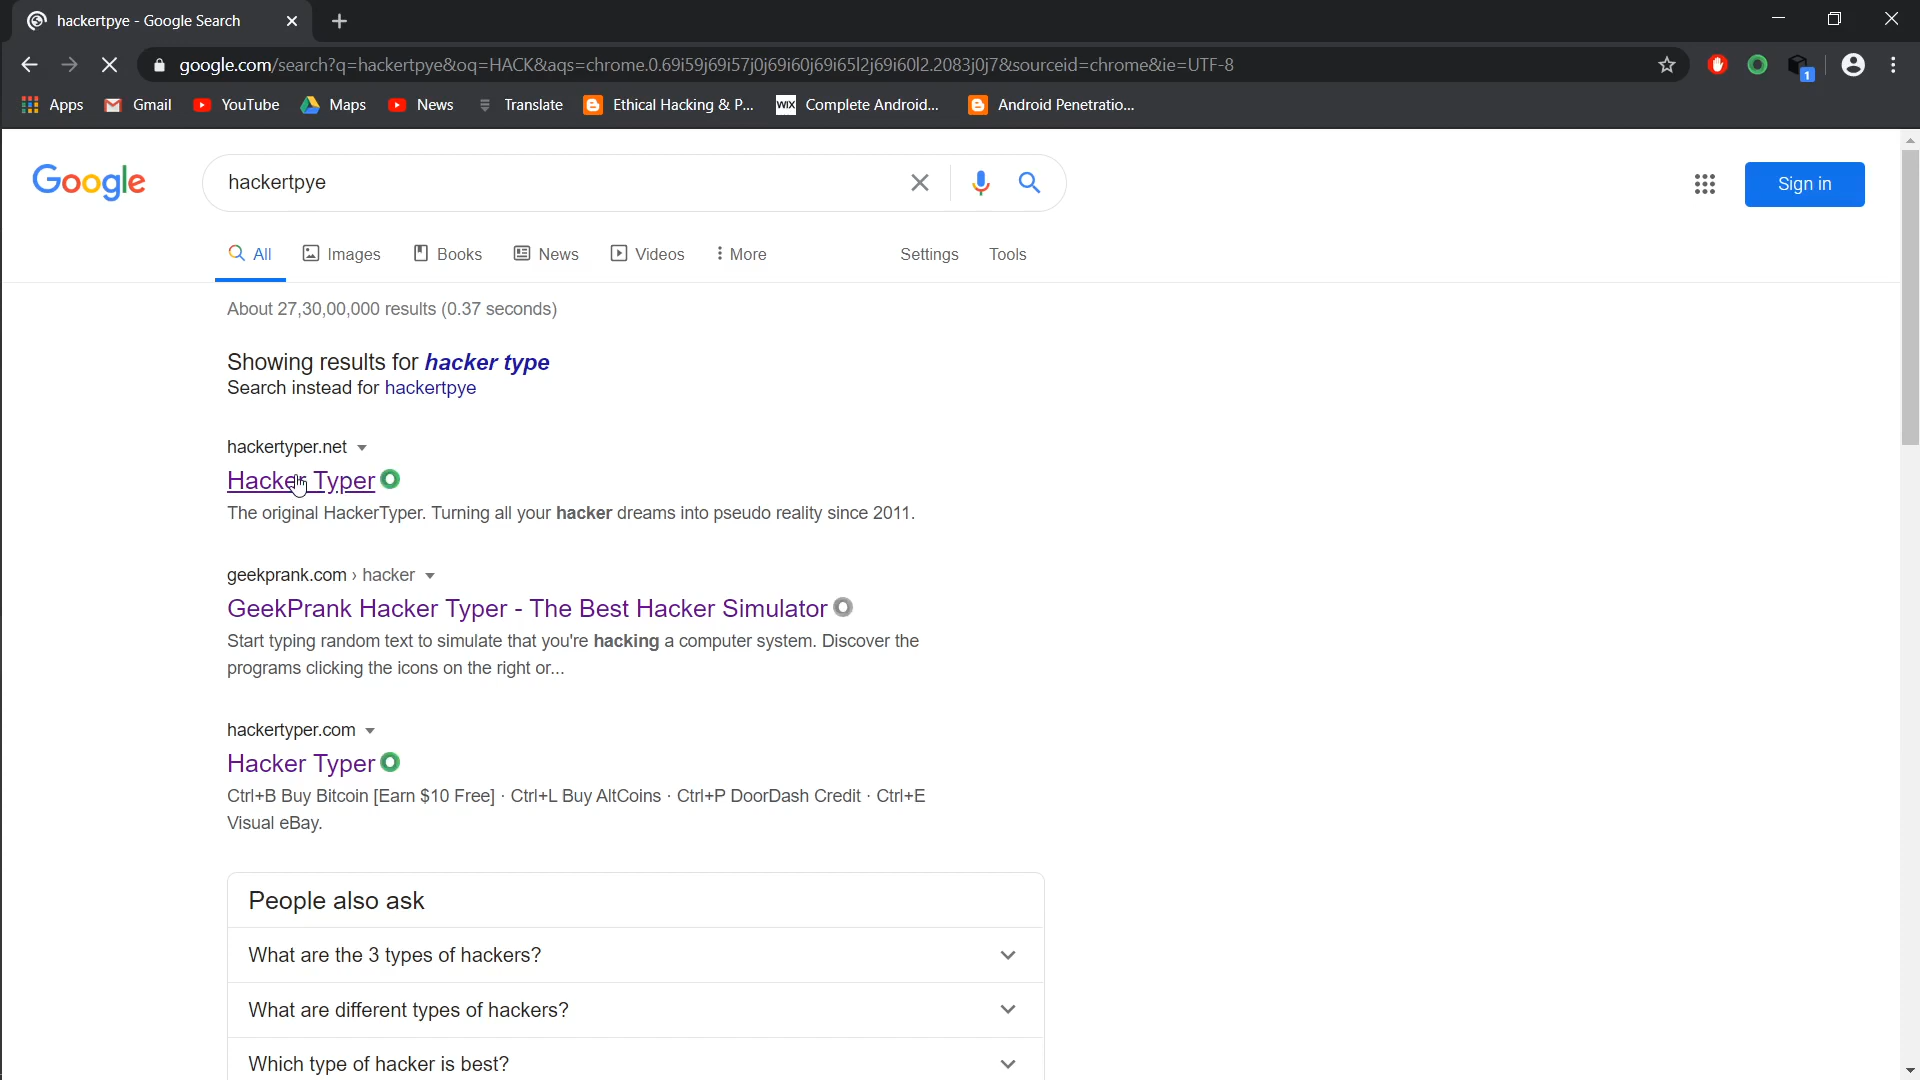 hackertpye - Google Search
google.com/search?q=hackertpye&oq=HACK&aqs=chrome.0.69i59j69i57j0j69i60j69i65l2j69i60l2.2083j0j7&sourceid=chrome&ie=UTF-8
1
Apps Gmail YouTube Maps News Translate Ethical Hacking & P... WIX Complete Android... Android Penetratio...
Google hackertpye Sign in
All Images Books News Videos More Settings Tools
About 27,30,00,000 results (0.37 seconds)
Showing results for hacker type
Search instead for hackertpye
hackertyper.net
Hacker Typer
The original HackerTyper. Turning all your hacker dreams into pseudo reality since 2011.
geekprank.com › hacker
GeekPrank Hacker Typer - The Best Hacker Simulator
Start typing random text to simulate that you're hacking a computer system. Discover the
programs clicking the icons on the right or...
hackertyper.com
Hacker Typer
Ctrl+B Buy Bitcoin [Earn $10 Free] · Ctrl+L Buy AltCoins · Ctrl+P DoorDash Credit · Ctrl+E
Visual eBay.
People also ask
What are the 3 types of hackers?
What are different types of hackers?
Which type of hacker is best?